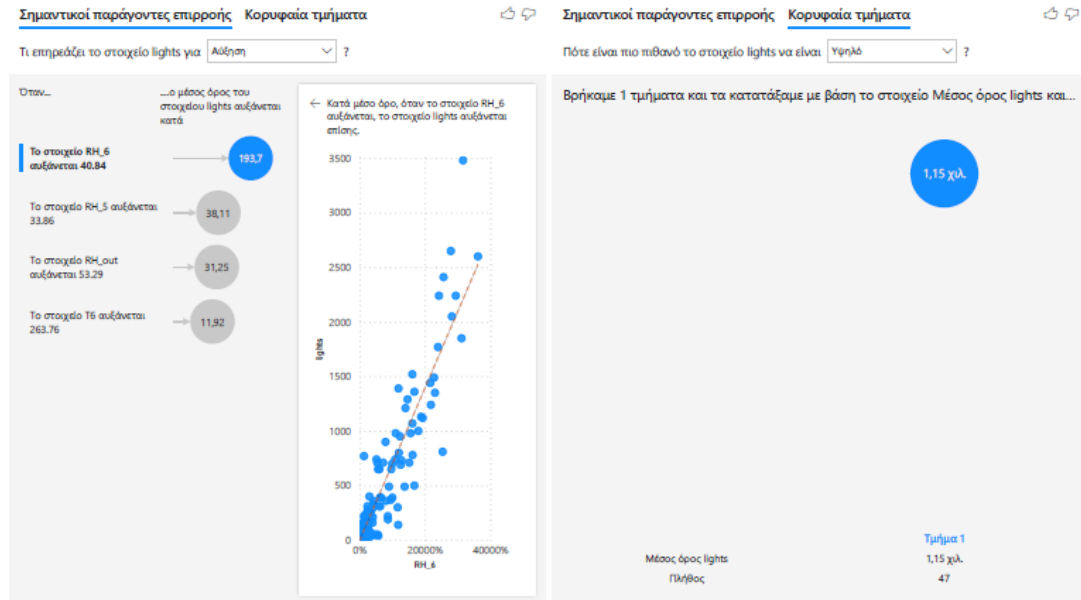 Σημαντικοί παράγοντες επιρροής Κορυφαία τμήματα
Τι επηρεάζει το στοιχείο lights για Αύξηση ?
Όταν...
....ο μέσος όρος του
στοιχείου lights αυξάνεται
κατά
Το στοιχείο RH_6
αυξάνεται 40.84
193,7
Το στοιχείο RH_5 αυξάνεται
33.86
38,11
Το στοιχείο RH_out
αυξάνεται 53.29
31,25
Το στοιχείο T6 αυξάνεται
263.76
11,92
Κατά μέσο όρο, όταν το στοιχείο RH_6
αυξάνεται, το στοιχείο lights αυξάνεται
επίσης.
3500
3000
2500
2000
1500
1000
500
0
lights
0% 20000% 40000%
RH_6
Σημαντικοί παράγοντες επιρροής Κορυφαία τμήματα
Πότε είναι πιο πιθανό το στοιχείο lights να είναι Υψηλό ?
Βρήκαμε 1 τμήματα και τα κατατάξαμε με βάση το στοιχείο Μέσος όρος lights και...
1,15 χιλ.
Τμήμα 1
Μέσος όρος lights 1,15 χιλ.
Πλήθος 47